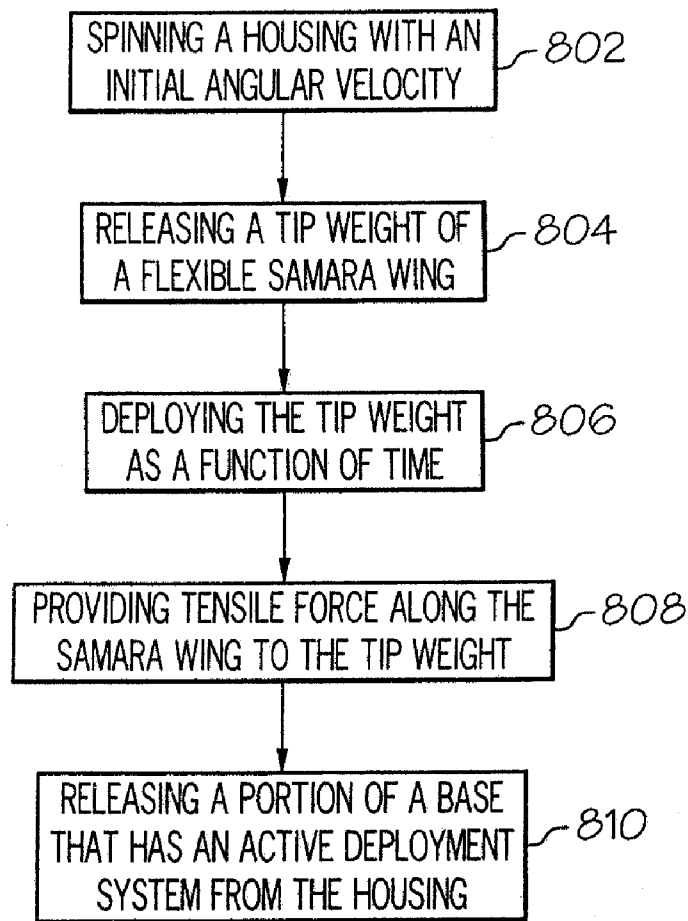 SPINNING A HOUSING WITH AN
INITIAL ANGULAR VELOCITY
802
RELEASING A TIP WEIGHT OF
A FLEXIBLE SAMARA WING
804
DEPLOYING THE TIP WEIGHT
AS A FUNCTION OF TIME
806
PROVIDING TENSILE FORCE ALONG THE
SAMARA WING TO THE TIP WEIGHT
808
RELEASING A PORTION OF A BASE
THAT HAS AN ACTIVE DEPLOYMENT
SYSTEM FROM THE HOUSING
810